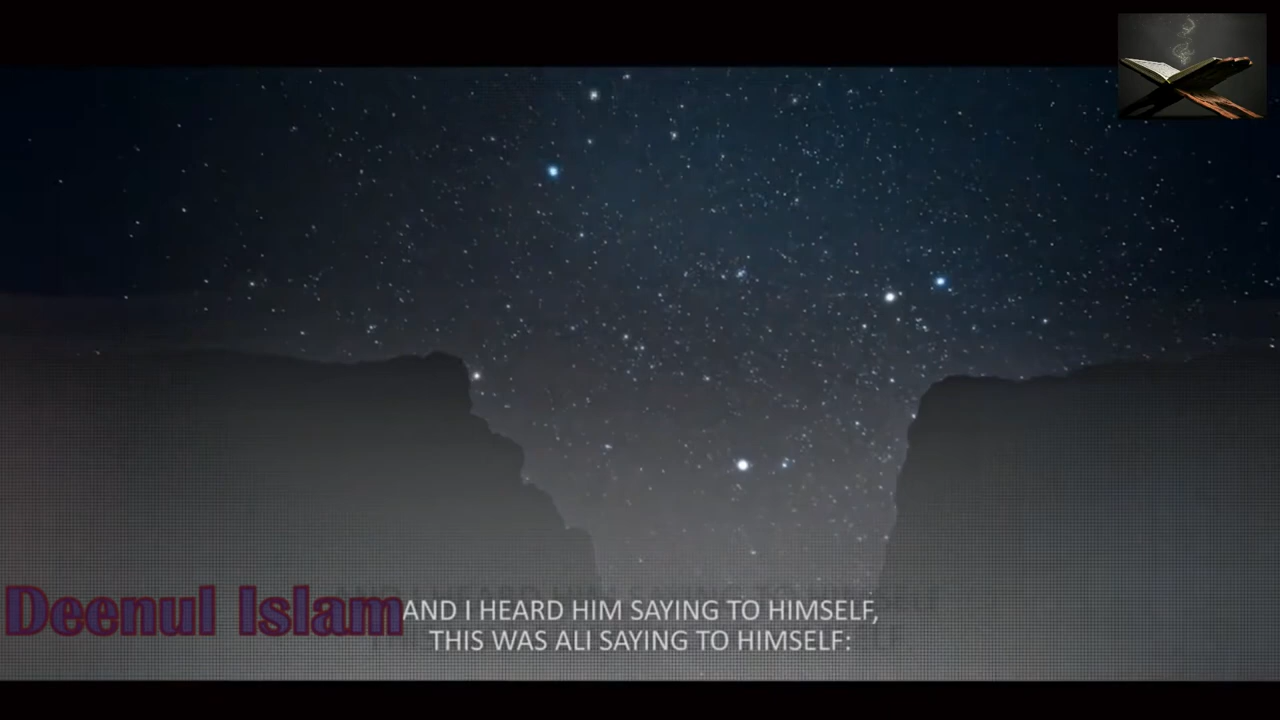 Deenul Islam
AND I HEARD HIM SAYING TO HIMSELF,
THIS WAS ALI SAYING TO HIMSELF: